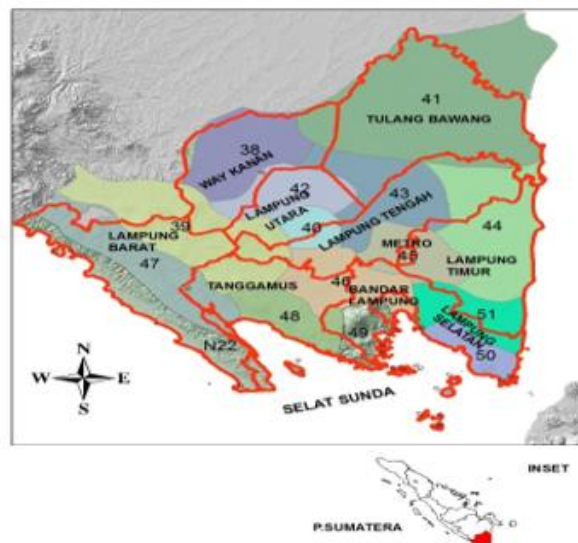 41
TULANG BAWANG
38
WAY KANAN
42
LAMPUNG
UTARA
43
40
LAMPUNG TENGAH
44
39
LAMPUNG
BARAT
METRO
45
LAMPUNG
TIMUR
47
TANGGAMUS
46
BANDAR
LAMPUNG
51
LAMPUNG
SELATAN
48
49
50
N22
N
W E
S
SELAT SUNDA
INSET
P.SUMATERA